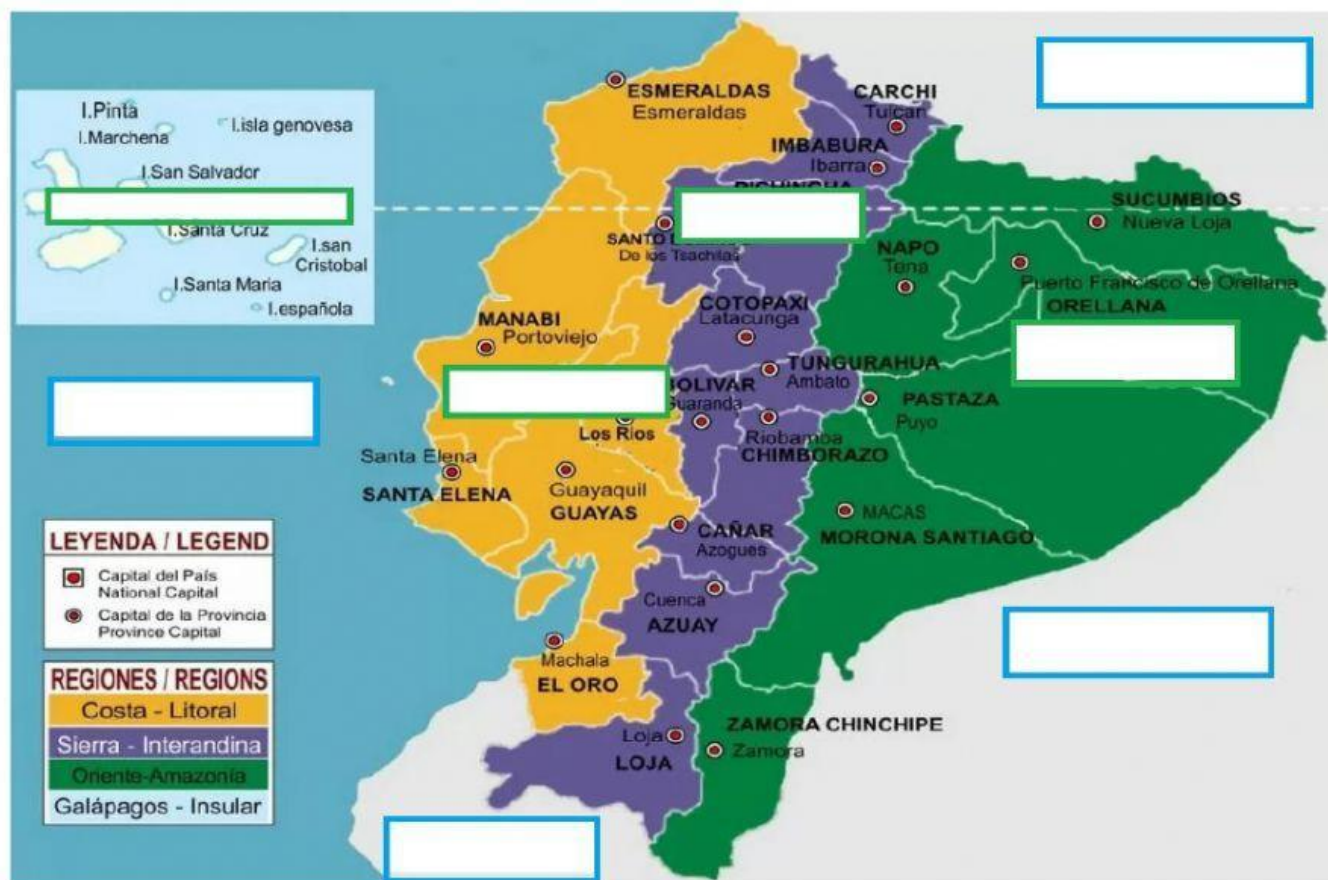 ESMERALDAS
Esmeraldas
CARCHI
Tulcan
IMBABURA
Ibarra
PICHINCHA
I.Pinta
I.Marchena
I.isla genovesa
I.San Salvador
I.Santa Cruz
I.san
Cristobal
I.Santa Maria
I.española
SUCUMBIOS
Nueva Loja
SANTO
De los Tsachilas
NAPO
Tena
Puerto Francisco de Orellana
ORELLANA
COTOPAXI
Latacunga
MANABI
Portoviejo
TUNGURAHUA
Ambato
BOLIVAR
Guaranda
PASTAZA
Puyo
Los Ríos
Riobamba
CHIMBORAZO
Santa Elena
SANTA ELENA
Guayaquil
GUAYAS
MACAS
MORONA SANTIAGO
CAÑAR
Azogues
Cuenca
AZUAY
Machala
EL ORO
ZAMORA CHINCHIPE
Zamora
Loja
LOJA
LEYENDA / LEGEND
Capital del País
National Capital
Capital de la Provincia
Province Capital
REGIONES / REGIONS
Costa - Litoral
Sierra - Interandina
Oriente-Amazonía
Galápagos - Insular